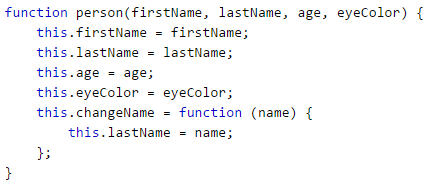 function person(firstName, lastName, age, eyeColor) {
    this.firstName = firstName;
    this.lastName = lastName;
    this.age = age;
    this.eyeColor = eyeColor;
    this.changeName = function (name) {
        this.lastName = name;
    };
}